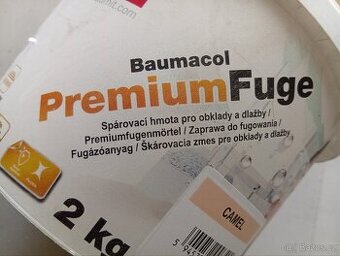 Baumacol
PremiumFuge
Spárovací hmota pro obklady a dlažby /
Premiumfugenmörtel / Zaprawa do fugowania /
Fugázóanyag / Škárovacia zmes pre obklady a dlažby
2 kg
CAMEL